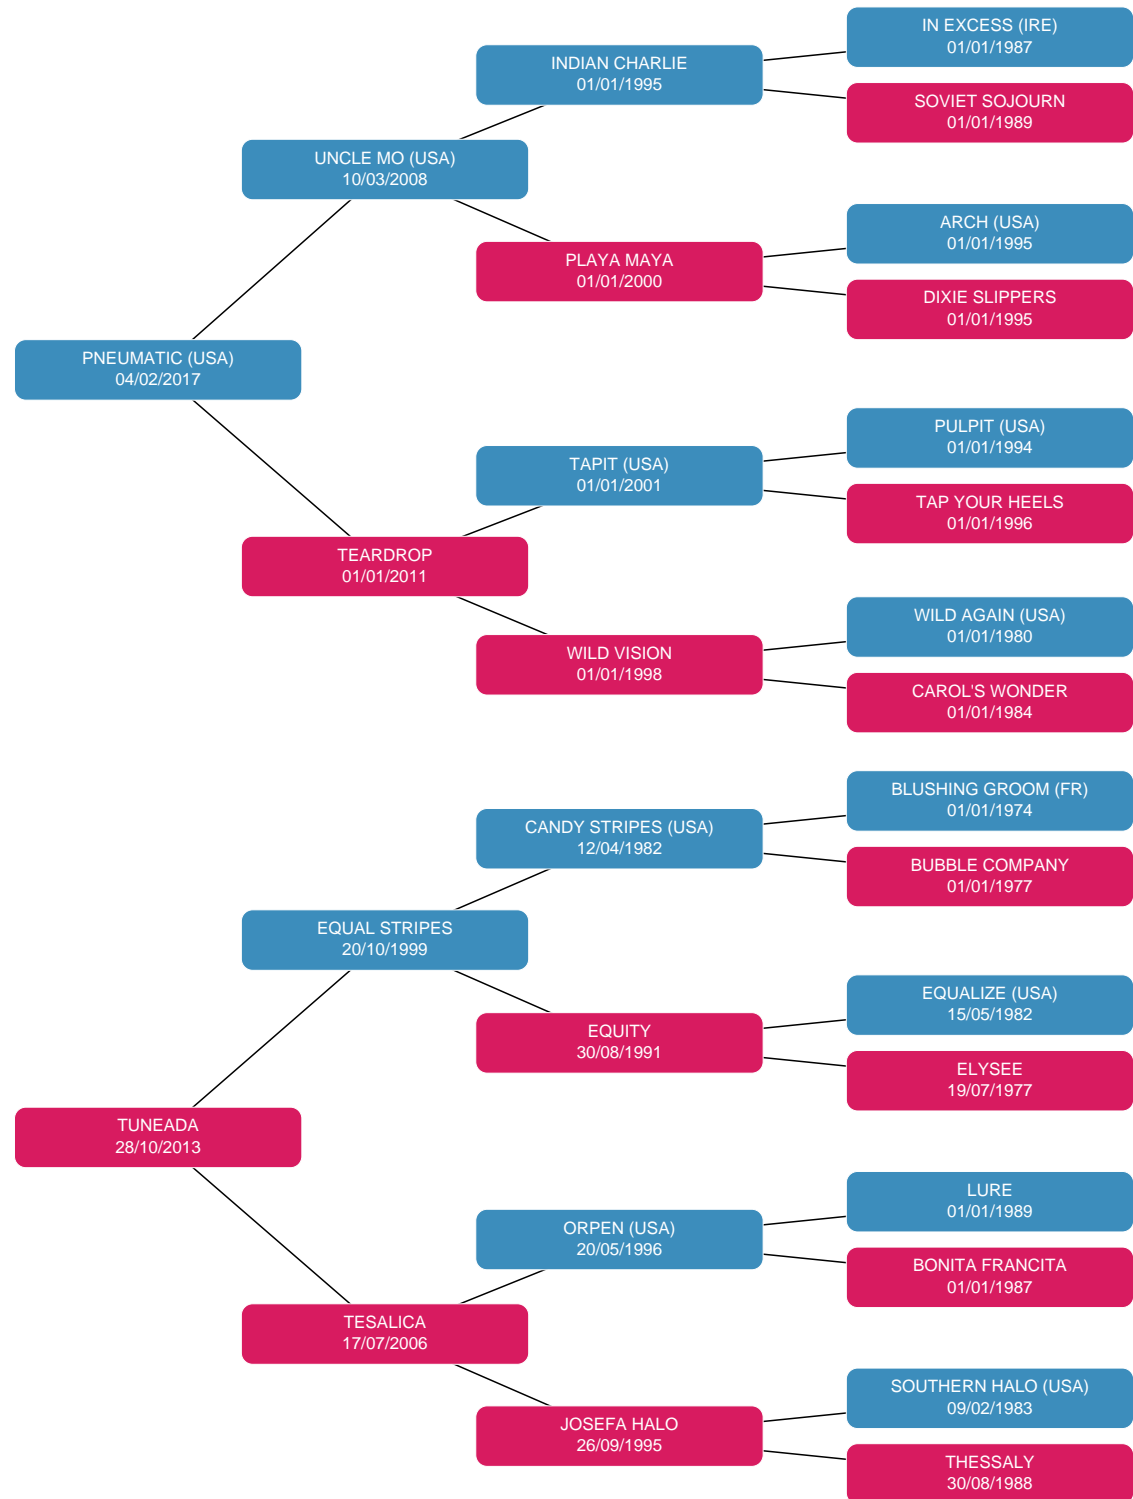 IN EXCESS (IRE)
01/01/1987
INDIAN CHARLIE
01/01/1995
SOVIET SOJOURN
01/01/1989
UNCLE MO (USA)
10/03/2008
ARCH (USA)
01/01/1995
PLAYA MAYA
01/01/2000
DIXIE SLIPPERS
01/01/1995
PNEUMATIC (USA)
04/02/2017
PULPIT (USA)
01/01/1994
TAPIT (USA)
01/01/2001
TAP YOUR HEELS
01/01/1996
TEARDROP
01/01/2011
WILD AGAIN (USA)
01/01/1980
WILD VISION
01/01/1998
CAROL'S WONDER
01/01/1984
BLUSHING GROOM (FR)
01/01/1974
CANDY STRIPES (USA)
12/04/1982
BUBBLE COMPANY
01/01/1977
EQUAL STRIPES
20/10/1999
EQUALIZE (USA)
15/05/1982
EQUITY
30/08/1991
ELYSEE
19/07/1977
TUNEADA
28/10/2013
LURE
01/01/1989
ORPEN (USA)
20/05/1996
BONITA FRANCITA
01/01/1987
TESALICA
17/07/2006
SOUTHERN HALO (USA)
09/02/1983
JOSEFA HALO
26/09/1995
THESSALY
30/08/1988